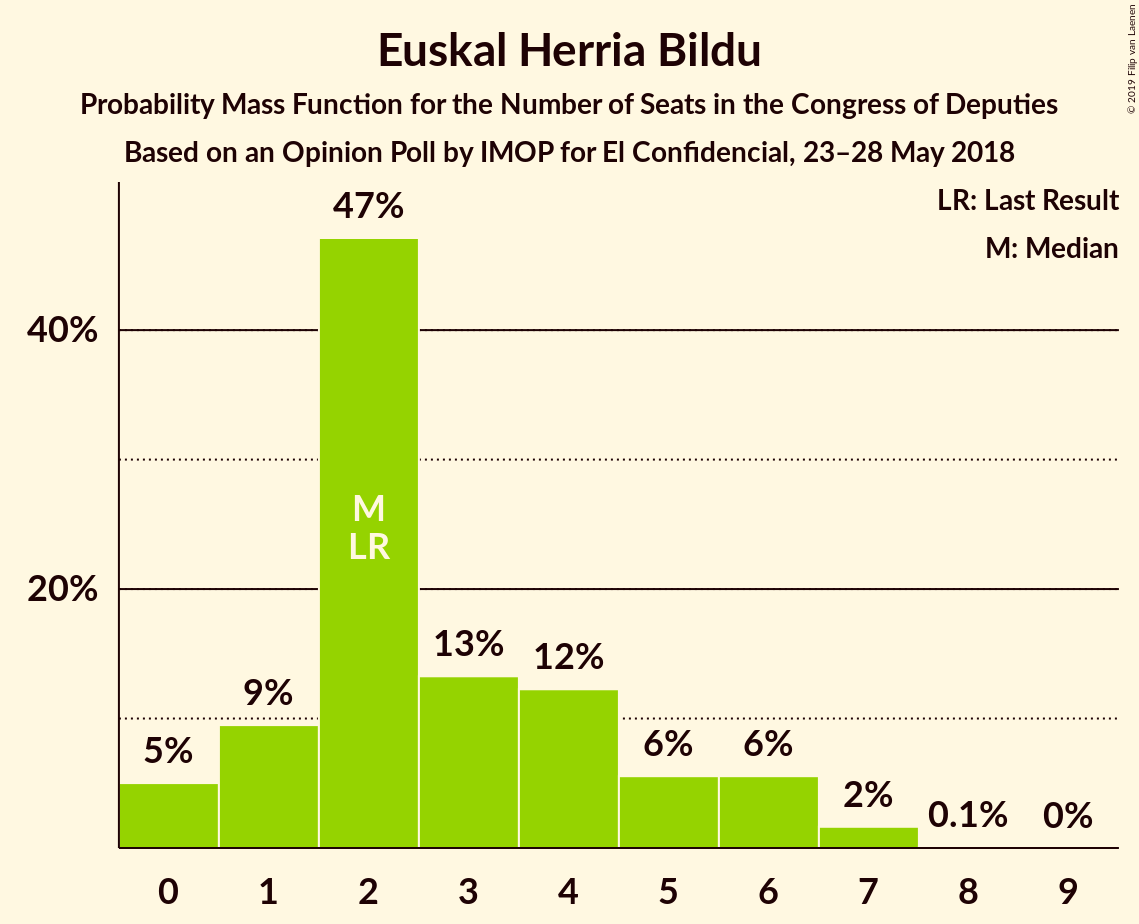 Euskal Herria Bildu
Probability Mass Function for the Number of Seats in the Congress of Deputies
Based on an Opinion Poll by IMOP for El Confidencial, 23–28 May 2018
© 2019 Filip van Laenen
LR: Last Result
M: Median
47%
40%
M
LR
20%
13%
12%
9%
5%
6%
6%
2%
0.1%
0%
0 1 2 3 4 5 6 7 8 9